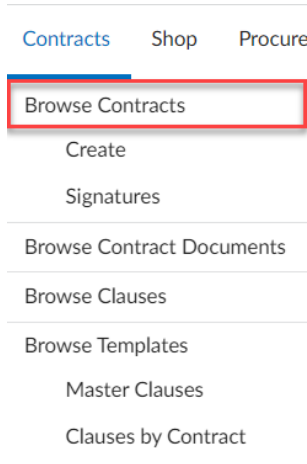 Contracts Shop Procure
Browse Contracts
Create
Signatures
Browse Contract Documents
Browse Clauses
Browse Templates
Master Clauses
Clauses by Contract